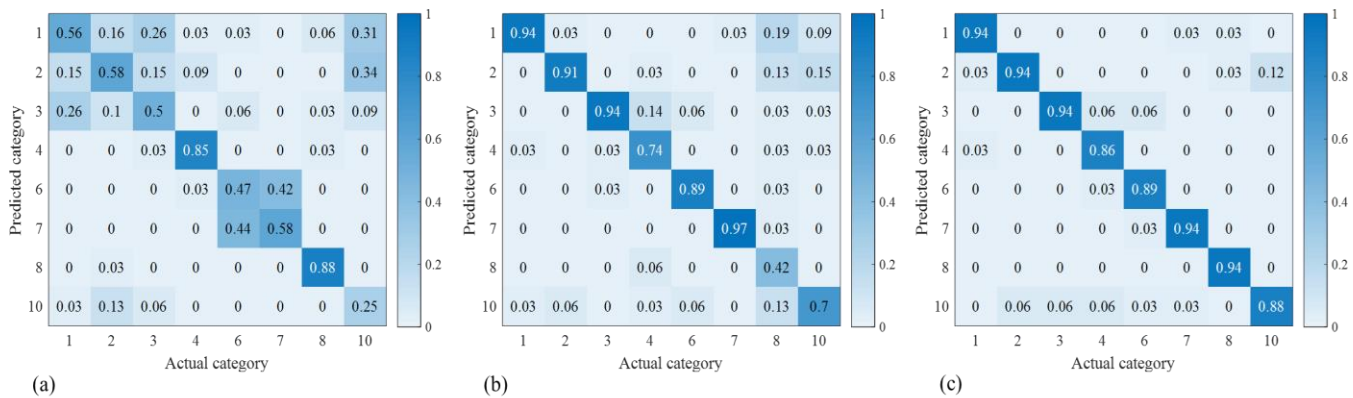 1 0.56 0.16 0.26 0.03 0.03 0 0.06 0.31
2 0.15 0.58 0.15 0.09 0 0 0 0.34
3 0.26 0.1 0.5 0 0.06 0 0.03 0.09
4 0 0 0.03 0.85 0 0 0.03 0
6 0 0 0 0.03 0.47 0.42 0 0
7 0 0 0 0 0.44 0.58 0 0
8 0 0.03 0 0 0 0 0.88 0
10 0.03 0.13 0.06 0 0 0 0 0.25
1 2 3 4 6 7 8 10
Predicted category
Actual category
1
0.8
0.6
0.4
0.2
0
(a)
1 0.94 0.03 0 0 0 0.03 0.19 0.09
2 0 0.91 0 0.03 0 0 0.13 0.15
3 0 0 0.94 0.14 0.06 0 0.03 0.03
4 0.03 0 0.03 0.74 0 0 0.03 0.03
6 0 0 0.03 0 0.89 0 0.03 0
7 0 0 0 0 0 0.97 0.03 0
8 0 0 0 0.06 0 0 0.42 0
10 0.03 0.06 0 0.03 0.06 0 0.13 0.7
1 2 3 4 6 7 8 10
Predicted category
Actual category
1
0.8
0.6
0.4
0.2
0
(b)
1 0.94 0 0 0 0 0.03 0.03 0
2 0.03 0.94 0 0 0 0 0.03 0.12
3 0 0 0.94 0.06 0.06 0 0 0
4 0.03 0 0 0.86 0 0 0 0
6 0 0 0 0.03 0.89 0 0 0
7 0 0 0 0 0.03 0.94 0 0
8 0 0 0 0 0 0 0.94 0
10 0 0.06 0.06 0.06 0.03 0.03 0 0.88
1 2 3 4 6 7 8 10
Predicted category
Actual category
1
0.8
0.6
0.4
0.2
0
(c)